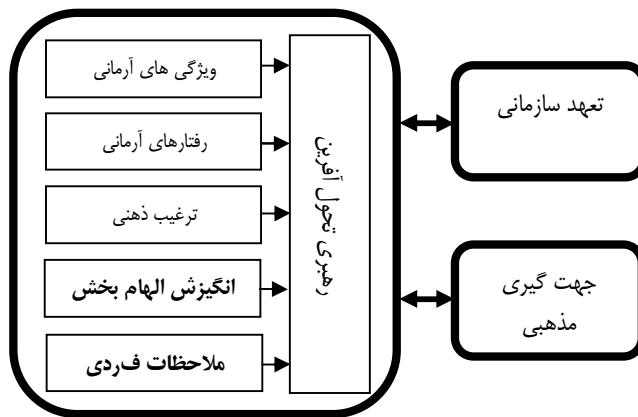 ویژگی های آرمانی
رفتارهای آرمانی
ترغیب ذهنی
انگیزش الهام بخش
ملاحظات فردی
رهبری تحول آفرین
تعهد سازمانی
جهت گیری
مذهبی